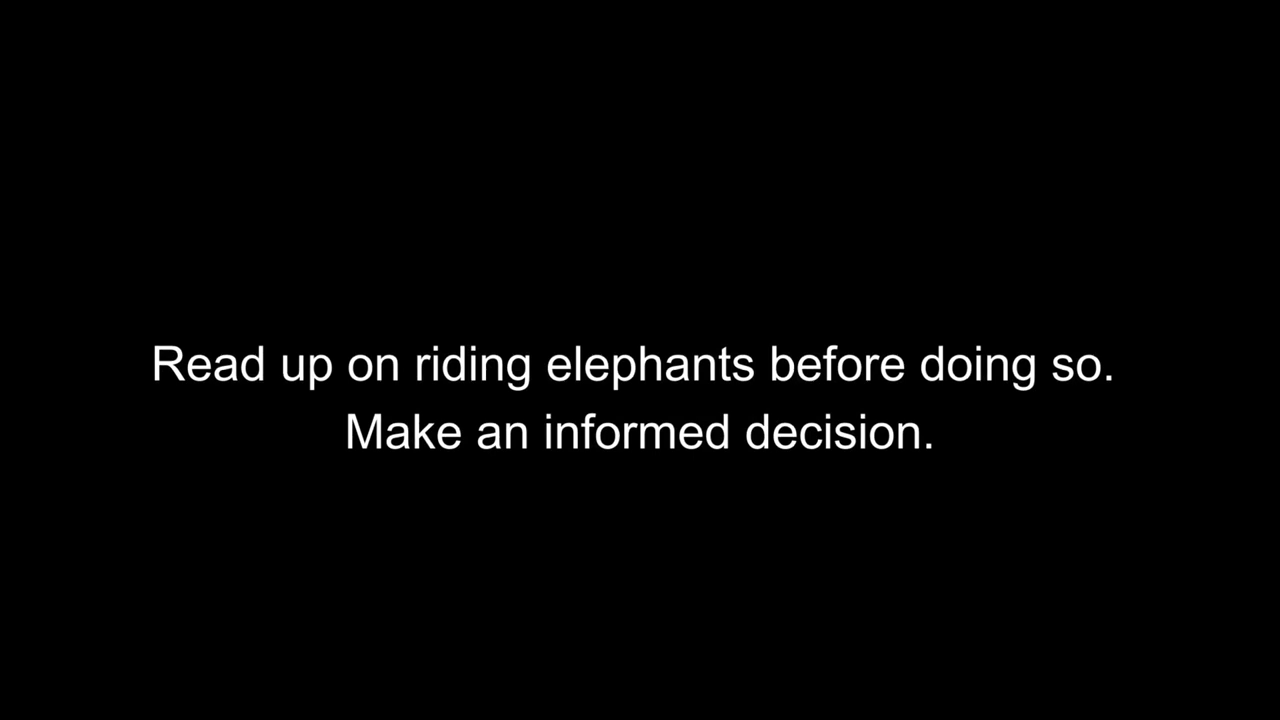 Read up on riding elephants before doing so.
Make an informed decision.